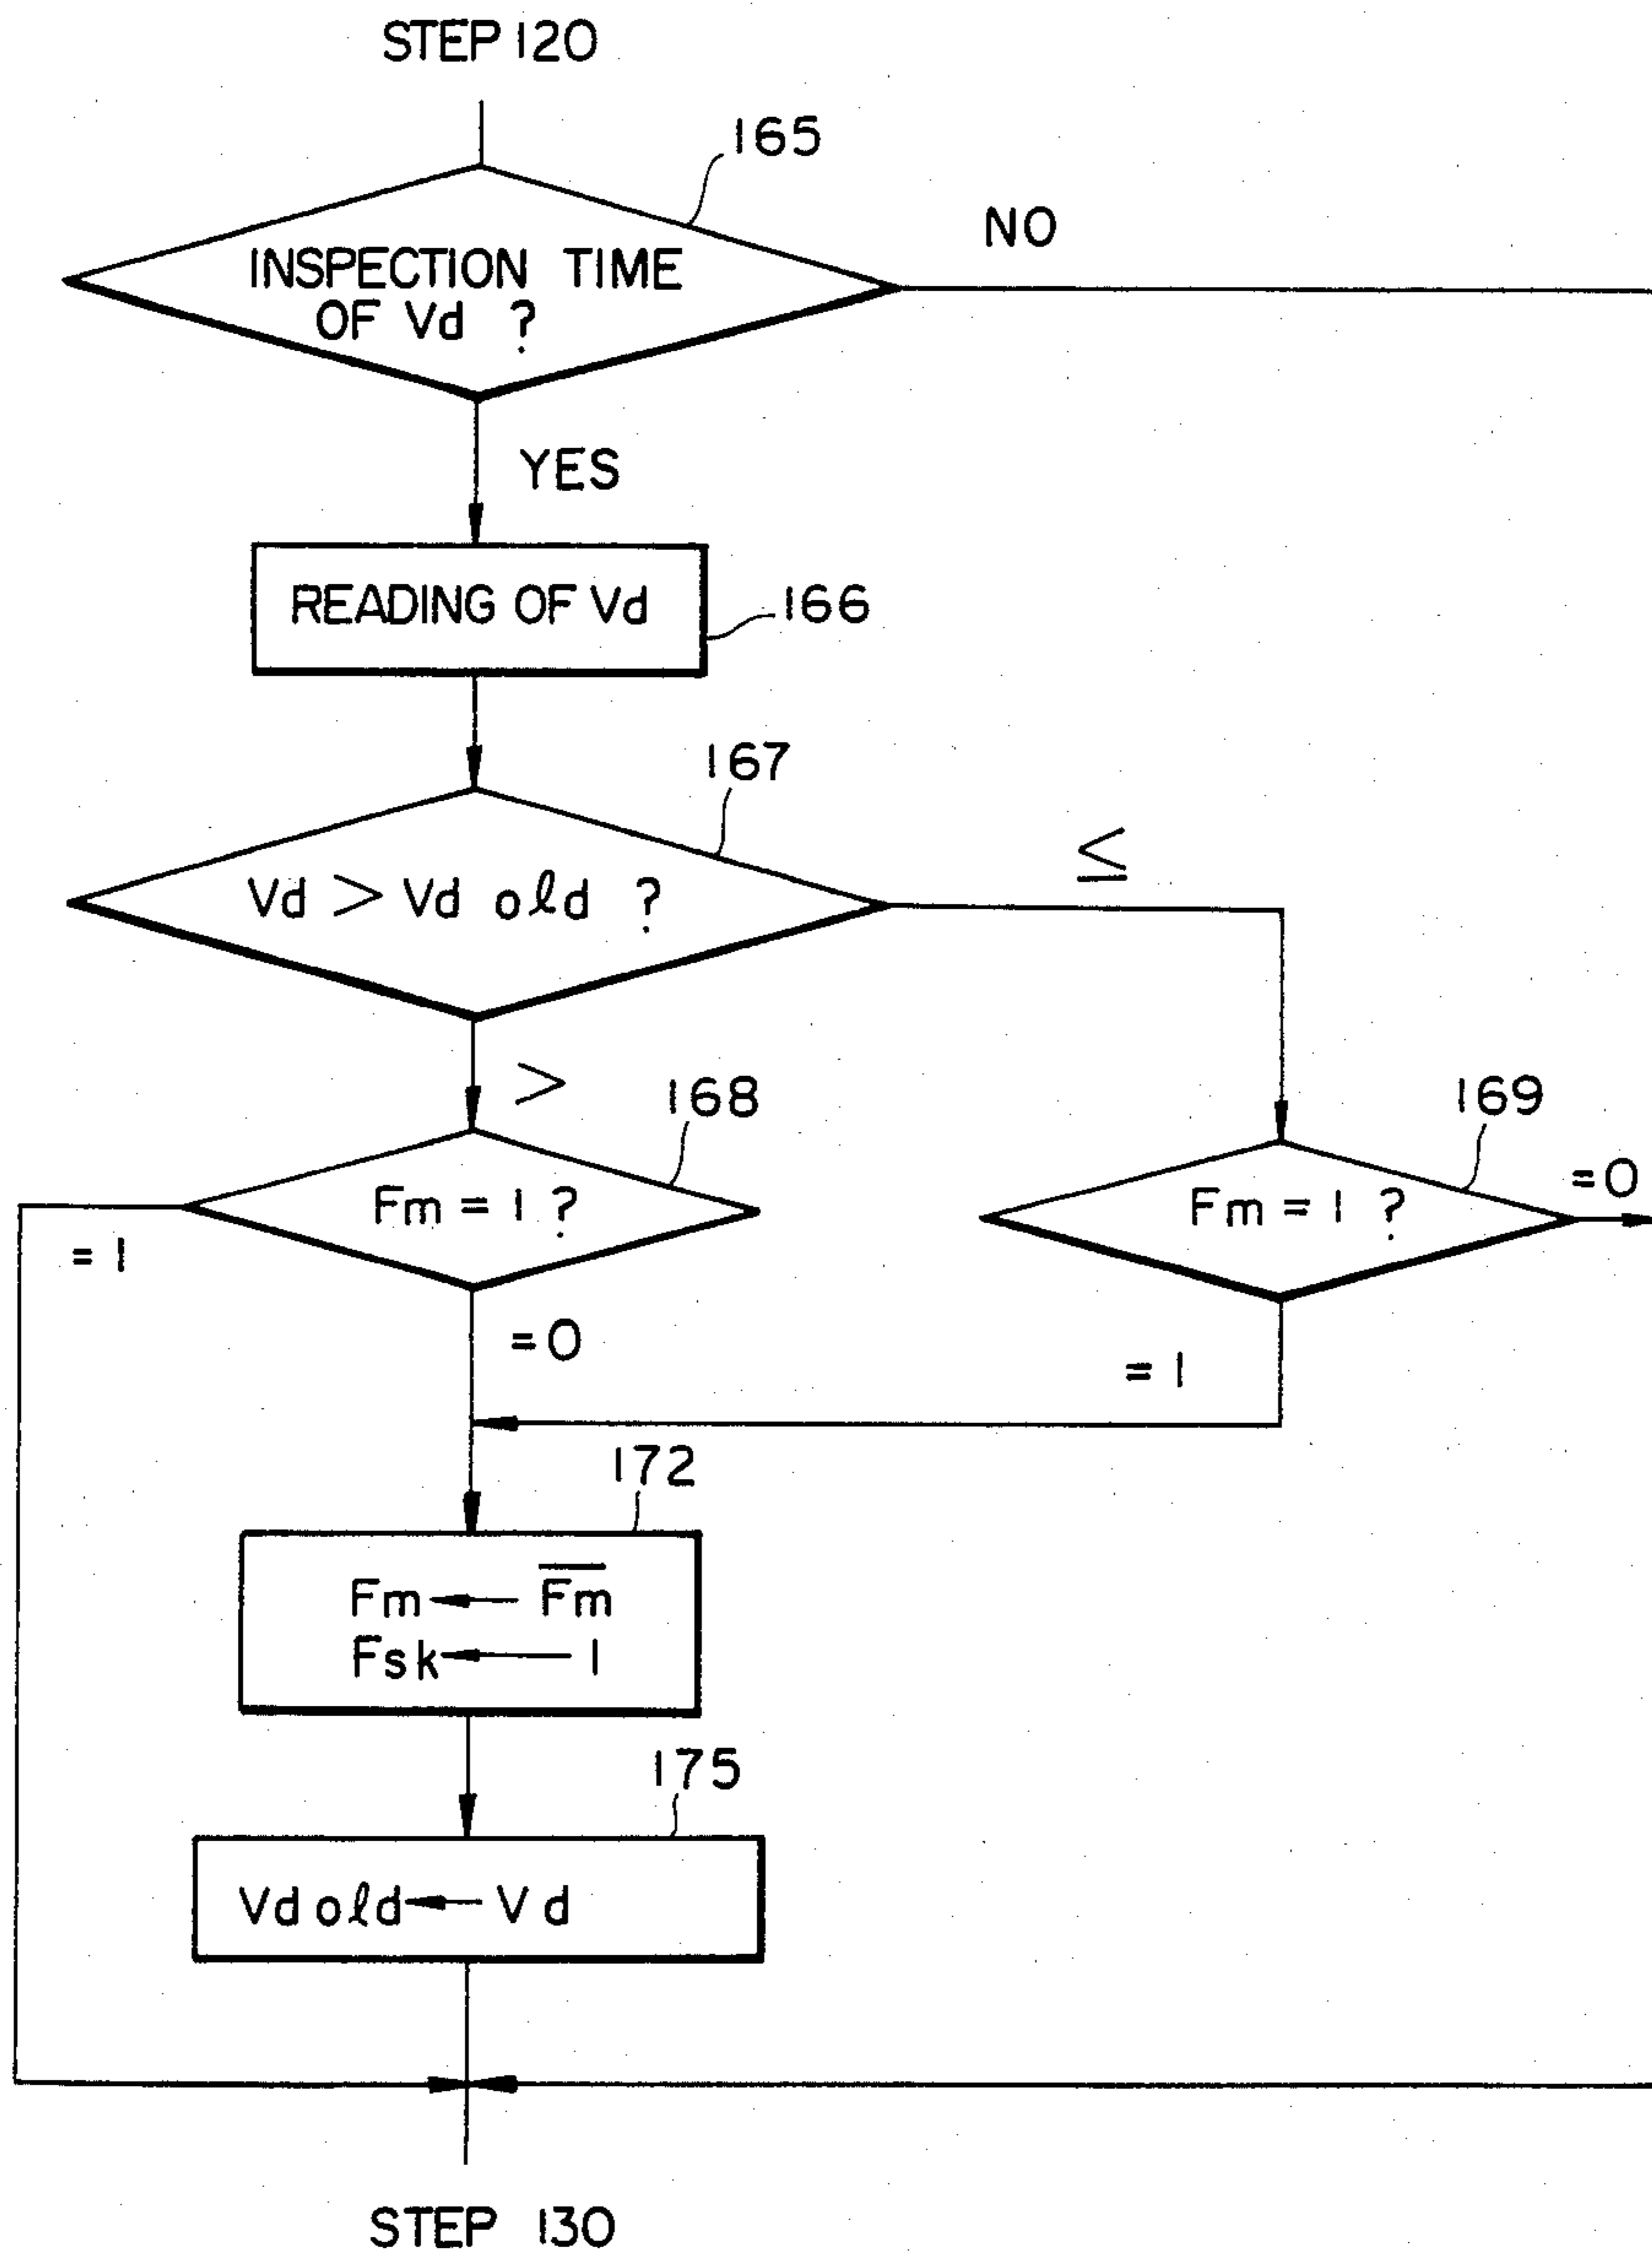 STEP 120
165
NO
INSPECTION TIME
OF Vd ?
YES
READING OF Vd
166
167
≤
Vd > Vd old ?
>
168
169
=0
Fm = 1 ?
Fm = 1 ?
= 1
=0
= 1
172
Fm ← F̅m̅
Fsk ← 1
175
Vd old ← Vd
STEP 130